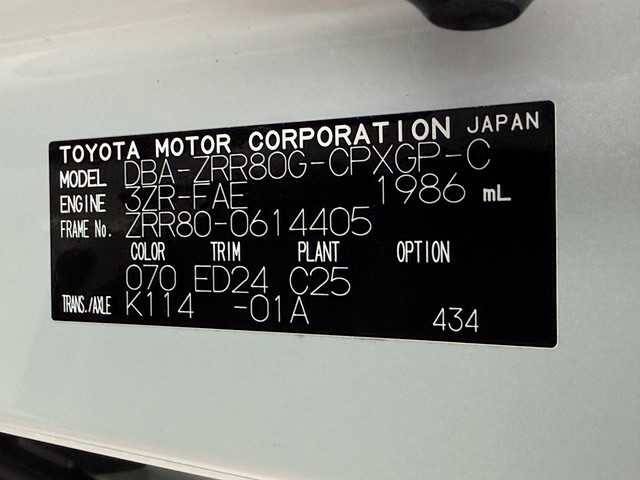 TOYOTA MOTOR CORPORATION JAPAN
MODEL DBA-ZRR80G-CPXGP-C
ENGINE 3ZR-FAE 1986 mL
FRAME No. ZRR80-0614405
COLOR TRIM PLANT OPTION
070 ED24 C25
TRANS./AXLE K114 -01A
434